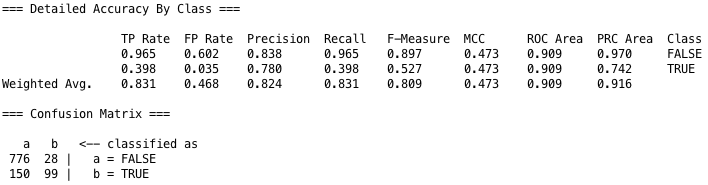 === Detailed Accuracy By Class ===
TP Rate FP Rate Precision Recall F-Measure MCC ROC Area PRC Area Class
0.965 0.602 0.838 0.965 0.897 0.473 0.909 0.970 FALSE
0.398 0.035 0.780 0.398 0.527 0.473 0.909 0.742 TRUE
Weighted Avg. 0.831 0.468 0.824 0.831 0.809 0.473 0.909 0.916
=== Confusion Matrix ===
a b <-- classified as
776 28 | a = FALSE
150 99 | b = TRUE